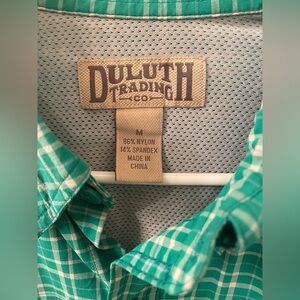 DULUTH
TRADING
CO
M
86% NYLON
14% SPANDEX
MADE IN
CHINA